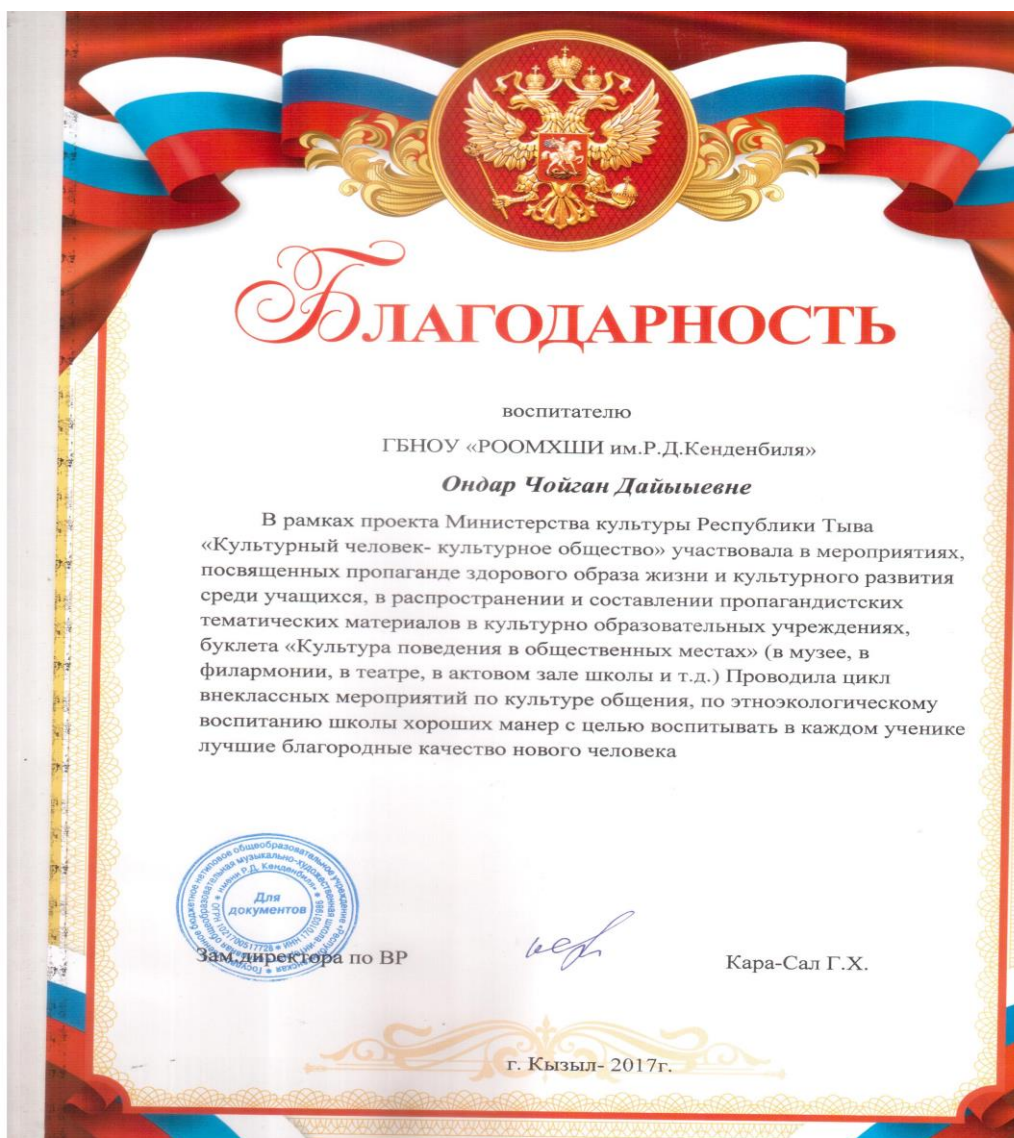 БЛАГОДАРНОСТЬ
воспитателю
ГБНОУ «РООМХШИ им.Р.Д.Кенденбиля»
Ондар Чойган Дайыыевне
В рамках проекта Министерства культуры Республики Тыва
«Культурный человек- культурное общество» участвовала в мероприятиях,
посвященных пропаганде здорового образа жизни и культурного развития
среди учащихся, в распространении и составлении пропагандистских
тематических материалов в культурно образовательных учреждениях,
буклета «Культура поведения в общественных местах» (в музее, в
филармонии, в театре, в актовом зале школы и т.д.) Проводила цикл
внеклассных мероприятий по культуре общения, по этноэкологическому
воспитанию школы хороших манер с целью воспитывать в каждом ученике
лучшие благородные качество нового человека
имени Р.Д. Кенденбиля»
Для
документов
Зам.директора по ВР
Кара-Сал Г.Х.
г. Кызыл- 2017г.